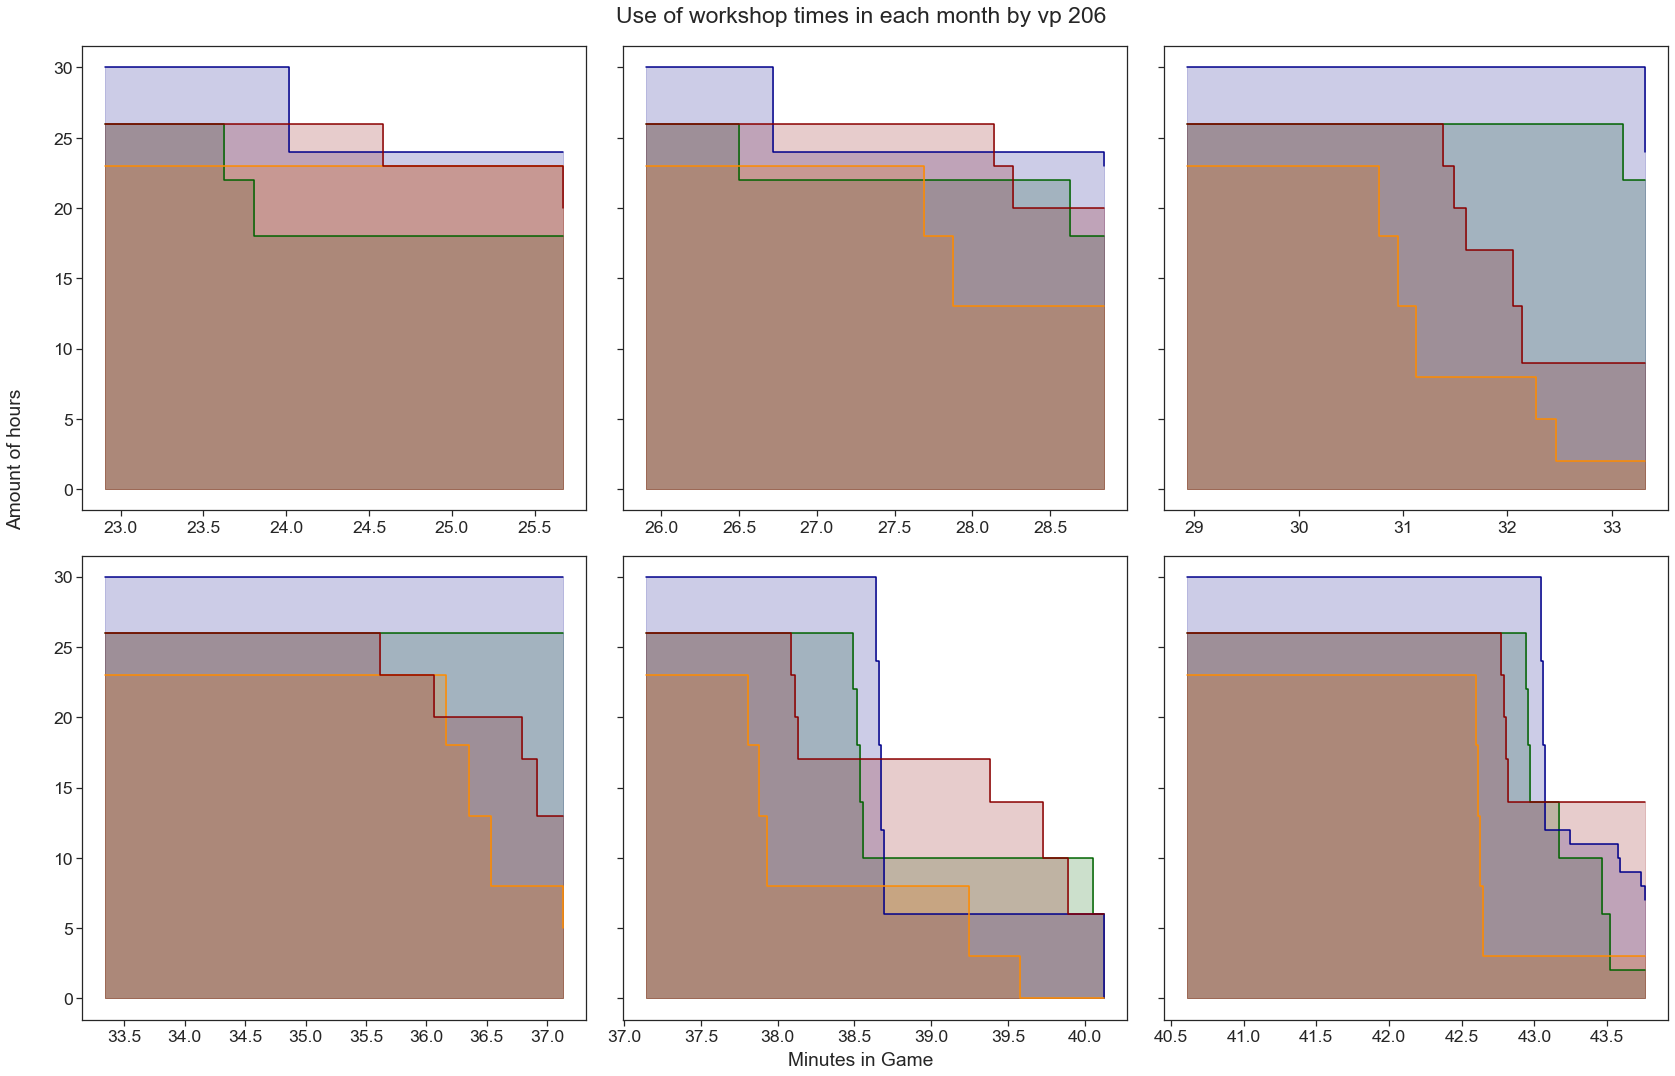 Use of workshop times in each month by vp 206
Amount of hours
30
25
20
15
10
5
0
23.0 23.5 24.0 24.5 25.0 25.5
26.0 26.5 27.0 27.5 28.0 28.5
29 30 31 32 33
30
25
20
15
10
5
0
33.5 34.0 34.5 35.0 35.5 36.0 36.5 37.0
37.0 37.5 38.0 38.5 39.0 39.5 40.0
40.5 41.0 41.5 42.0 42.5 43.0 43.5
Minutes in Game